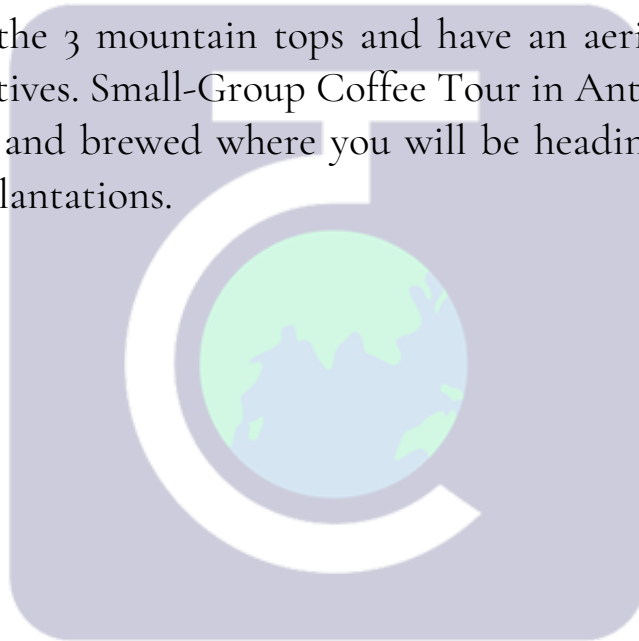 the 3 mountain tops and have an aeri
tives. Small-Group Coffee Tour in Ant
and brewed where you will be headin
lantations.